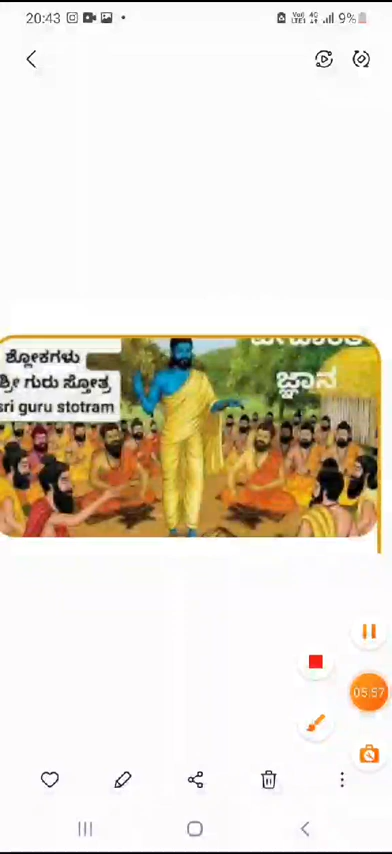 20:43
9%
ಶ್ಲೋಕಗಳು
ಶ್ರೀ ಗುರು ಸ್ತೋತ್ರ
sri guru stotram
ಜ್ಞಾನ
05:57